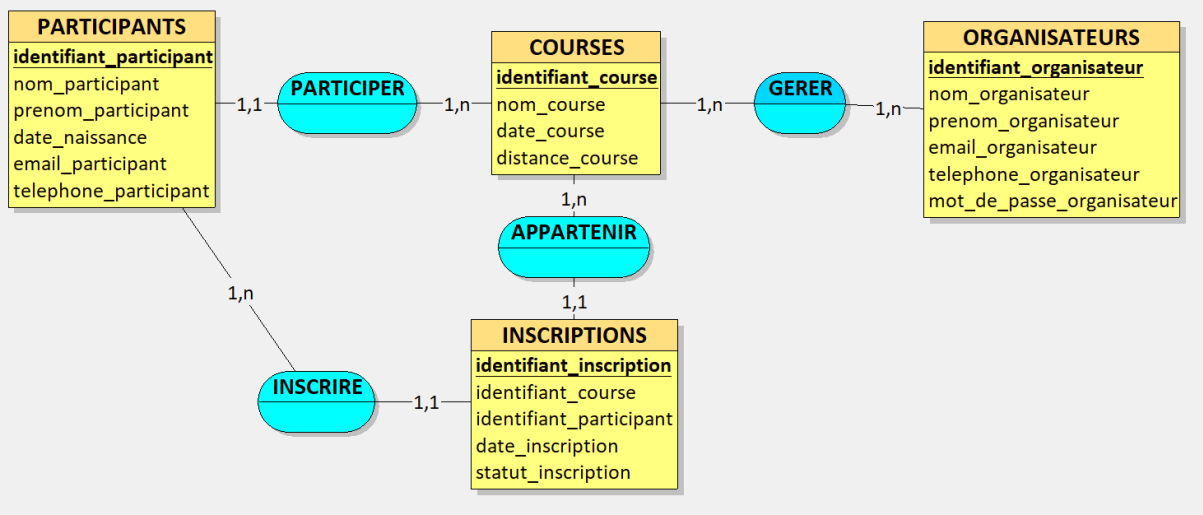 PARTICIPANTS
identifiant_participant
nom_participant
prenom_participant
date_naissance
email_participant
telephone_participant
1,1
PARTICIPER
1,n
COURSES
identifiant_course
nom_course
date_course
distance_course
1,n
GERER
1,n
ORGANISATEURS
identifiant_organisateur
nom_organisateur
prenom_organisateur
email_organisateur
telephone_organisateur
mot_de_passe_organisateur
1,n
APPARTENIR
1,1
1,n
INSCRIRE
1,1
INSCRIPTIONS
identifiant_inscription
identifiant_course
identifiant_participant
date_inscription
statut_inscription